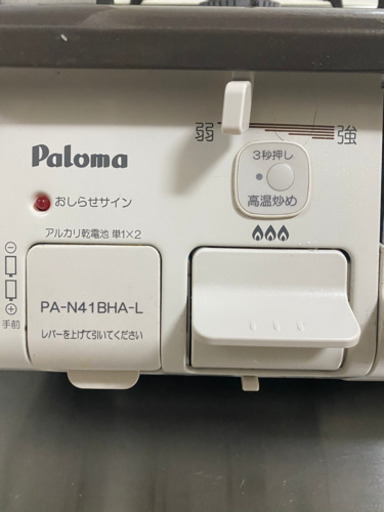 弱 強
Paloma
3秒押し
おしらせサイン
高温炒め
アルカリ乾電池 単1×2
PA-N41BHA-L
レバーを上げて引いてください
手前